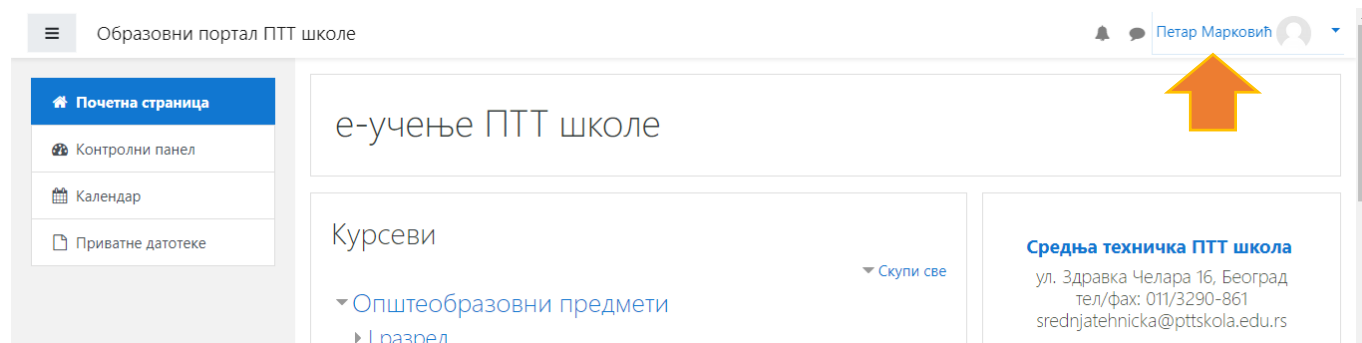 Образовни портал ПТТ школе
Петар Марковић
Почетна страница
Контролни панел
Календар
Приватне датотеке
е-учење ПТТ школе
Курсеви
Скупи све
Општеобразовни предмети
I разред
Средња техничка ПТТ школа
ул. Здравка Челара 16, Београд
тел/фах: 011/3290-861
srednjatehnicka@pttskola.edu.rs